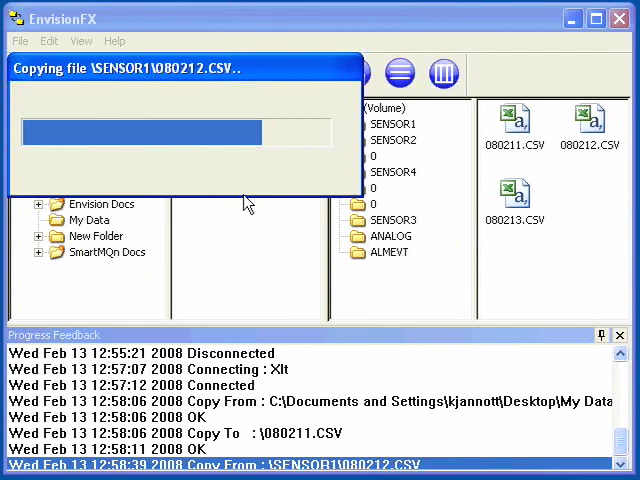 EnvisionFX
File Edit View Help
Copying file \SENSOR1\080212.CSV..
(Volume)
SENSOR1
SENSOR2
0
SENSOR4
0
0
SENSOR3
ANALOG
ALMEVT
Envision Docs
My Data
New Folder
SmartMQn Docs
080211.CSV 080212.CSV
080213.CSV
Progress Feedback
Wed Feb 13 12:55:21 2008 Disconnected
Wed Feb 13 12:57:07 2008 Connecting : Xlt
Wed Feb 13 12:57:12 2008 Connected
Wed Feb 13 12:58:06 2008 Copy From : C:\Documents and Settings\kjannott\Desktop\My Data
Wed Feb 13 12:58:06 2008 OK
Wed Feb 13 12:58:06 2008 Copy To : \080211.CSV
Wed Feb 13 12:58:11 2008 OK
Wed Feb 13 12:58:39 2008 Copy From : \SENSOR1\080212.CSV